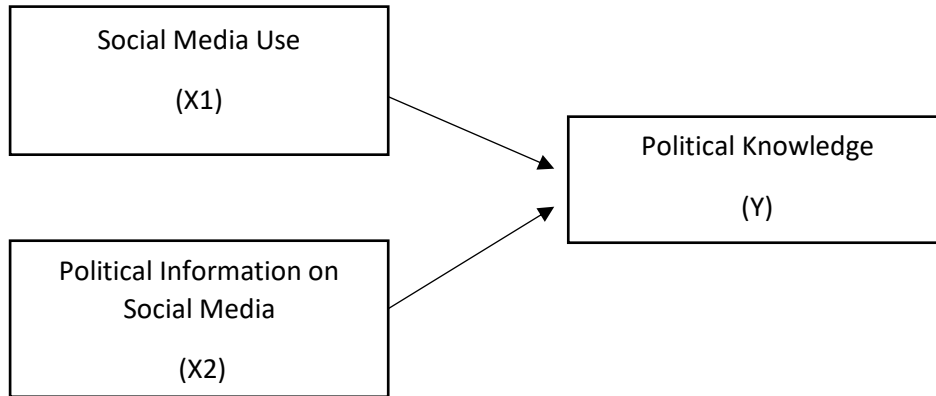 Social Media Use
(X1)
Political Knowledge
(Y)
Political Information on
Social Media
(X2)